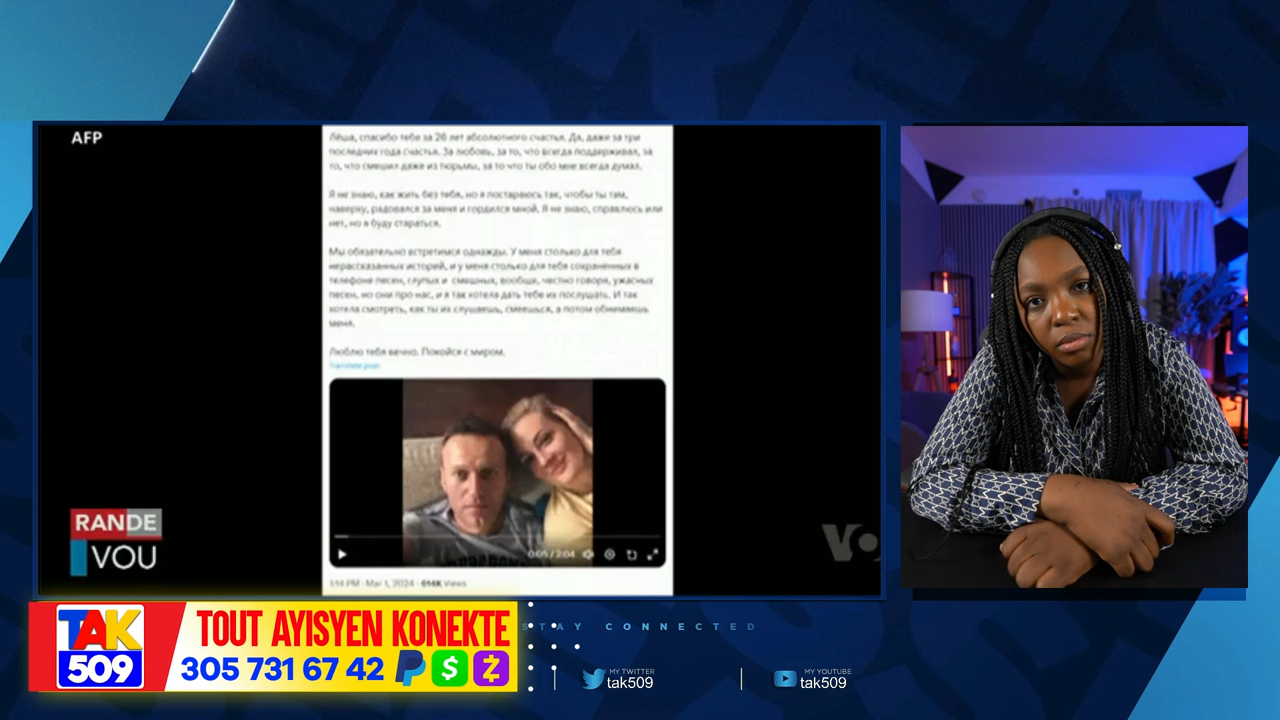 AFP
Лёша, спасибо тебе за 26 лет абсолютного счастья. Да, даже за три
последних года счастья. За любовь, за то, что всегда поддерживал, за
то, что смешил даже из тюрьмы, за то что ты обо мне всегда думал.
Я не знаю, как жить без тебя, но я постараюсь так, чтобы ты там,
наверху, радовался за меня и гордился мной. Я не знаю, справлюсь или
нет, но я буду стараться.
Мы обязательно встретимся однажды. У меня столько для тебя
нерассказанных историй, и у меня столько для тебя сохраненных в
телефоне песен, глупых и смешных, вообще, честно говоря, ужасных
песен, но они про нас, и я так хотела дать тебе их послушать. И так
хотела смотреть, как ты их слушаешь, смеешься, а потом обнимаешь
меня.
Люблю тебя вечно. Покойся с миром.
Translate post
0:05 / 2:04
1:14 PM · Mar 1, 2024 · 614K Views
RANDE
VOU
VO
TAK
509
TOUT AYISYEN KONEKTE
305 731 67 42
STAY CONNECTED
MY TWITTER
tak509
MY YOUTUBE
tak509